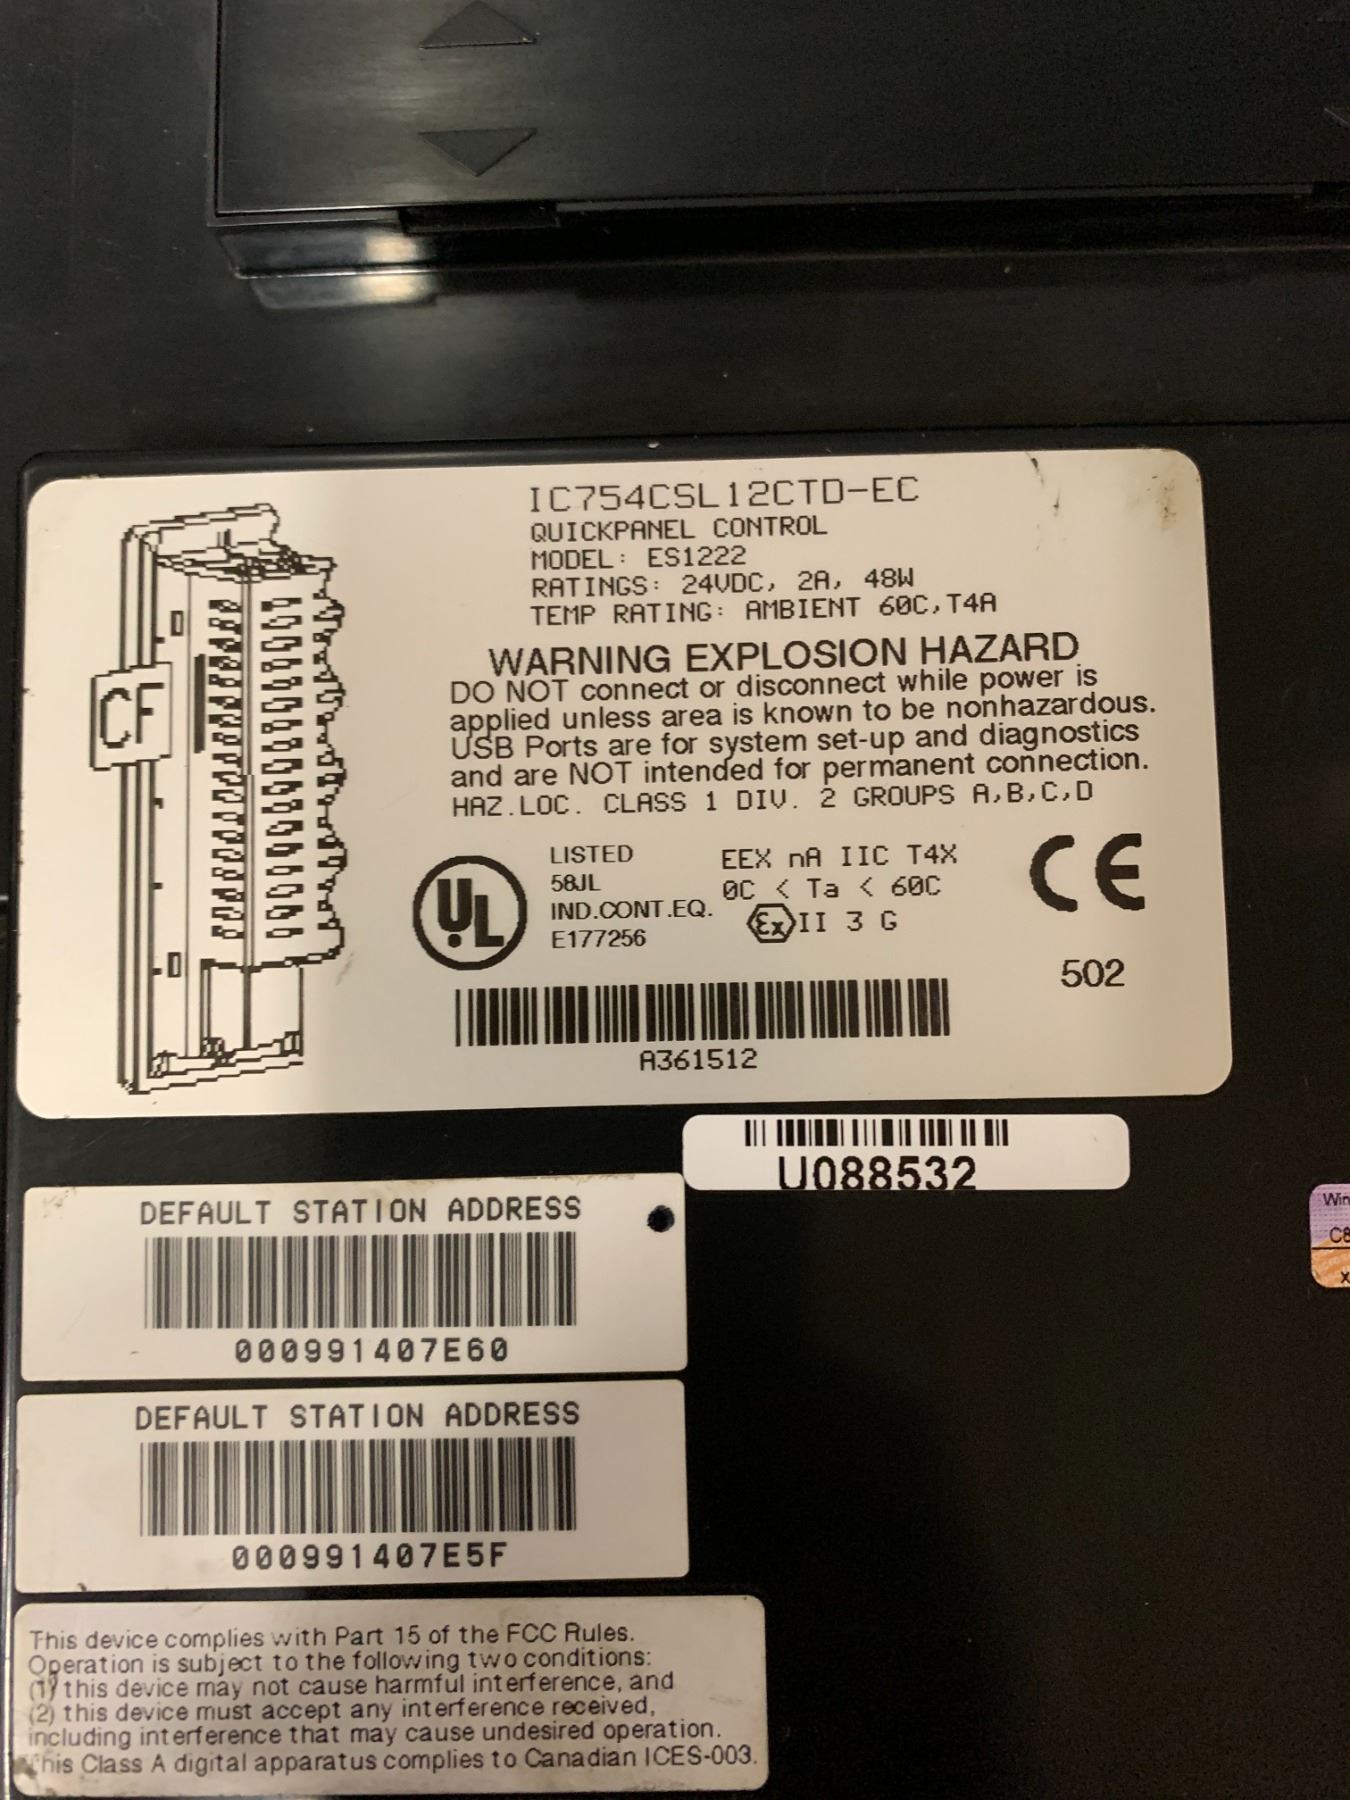 IC754CSL12CTD-EC
QUICKPANEL CONTROL
MODEL: ES1222
RATINGS: 24VDC, 2A, 48W
TEMP RATING: AMBIENT 60C,T4A
WARNING EXPLOSION HAZARD
DO NOT connect or disconnect while power is
applied unless area is known to be nonhazardous.
USB Ports are for system set-up and diagnostics
and are NOT intended for permanent connection.
HAZ.LOC. CLASS 1 DIV. 2 GROUPS A,B,C,D
CF
UL
LISTED
58JL
IND.CONT.EQ.
E177256
EEX nA IIC T4X
0C < Ta < 60C
Ex II 3 G
CE
502
A361512
U088532
DEFAULT STATION ADDRESS
000991407E60
DEFAULT STATION ADDRESS
000991407E5F
This device complies with Part 15 of the FCC Rules.
Operation is subject to the following two conditions:
(1) this device may not cause harmful interference, and
(2) this device must accept any interference received,
including interference that may cause undesired operation.
This Class A digital apparatus complies to Canadian ICES-003.
Win
C8
x